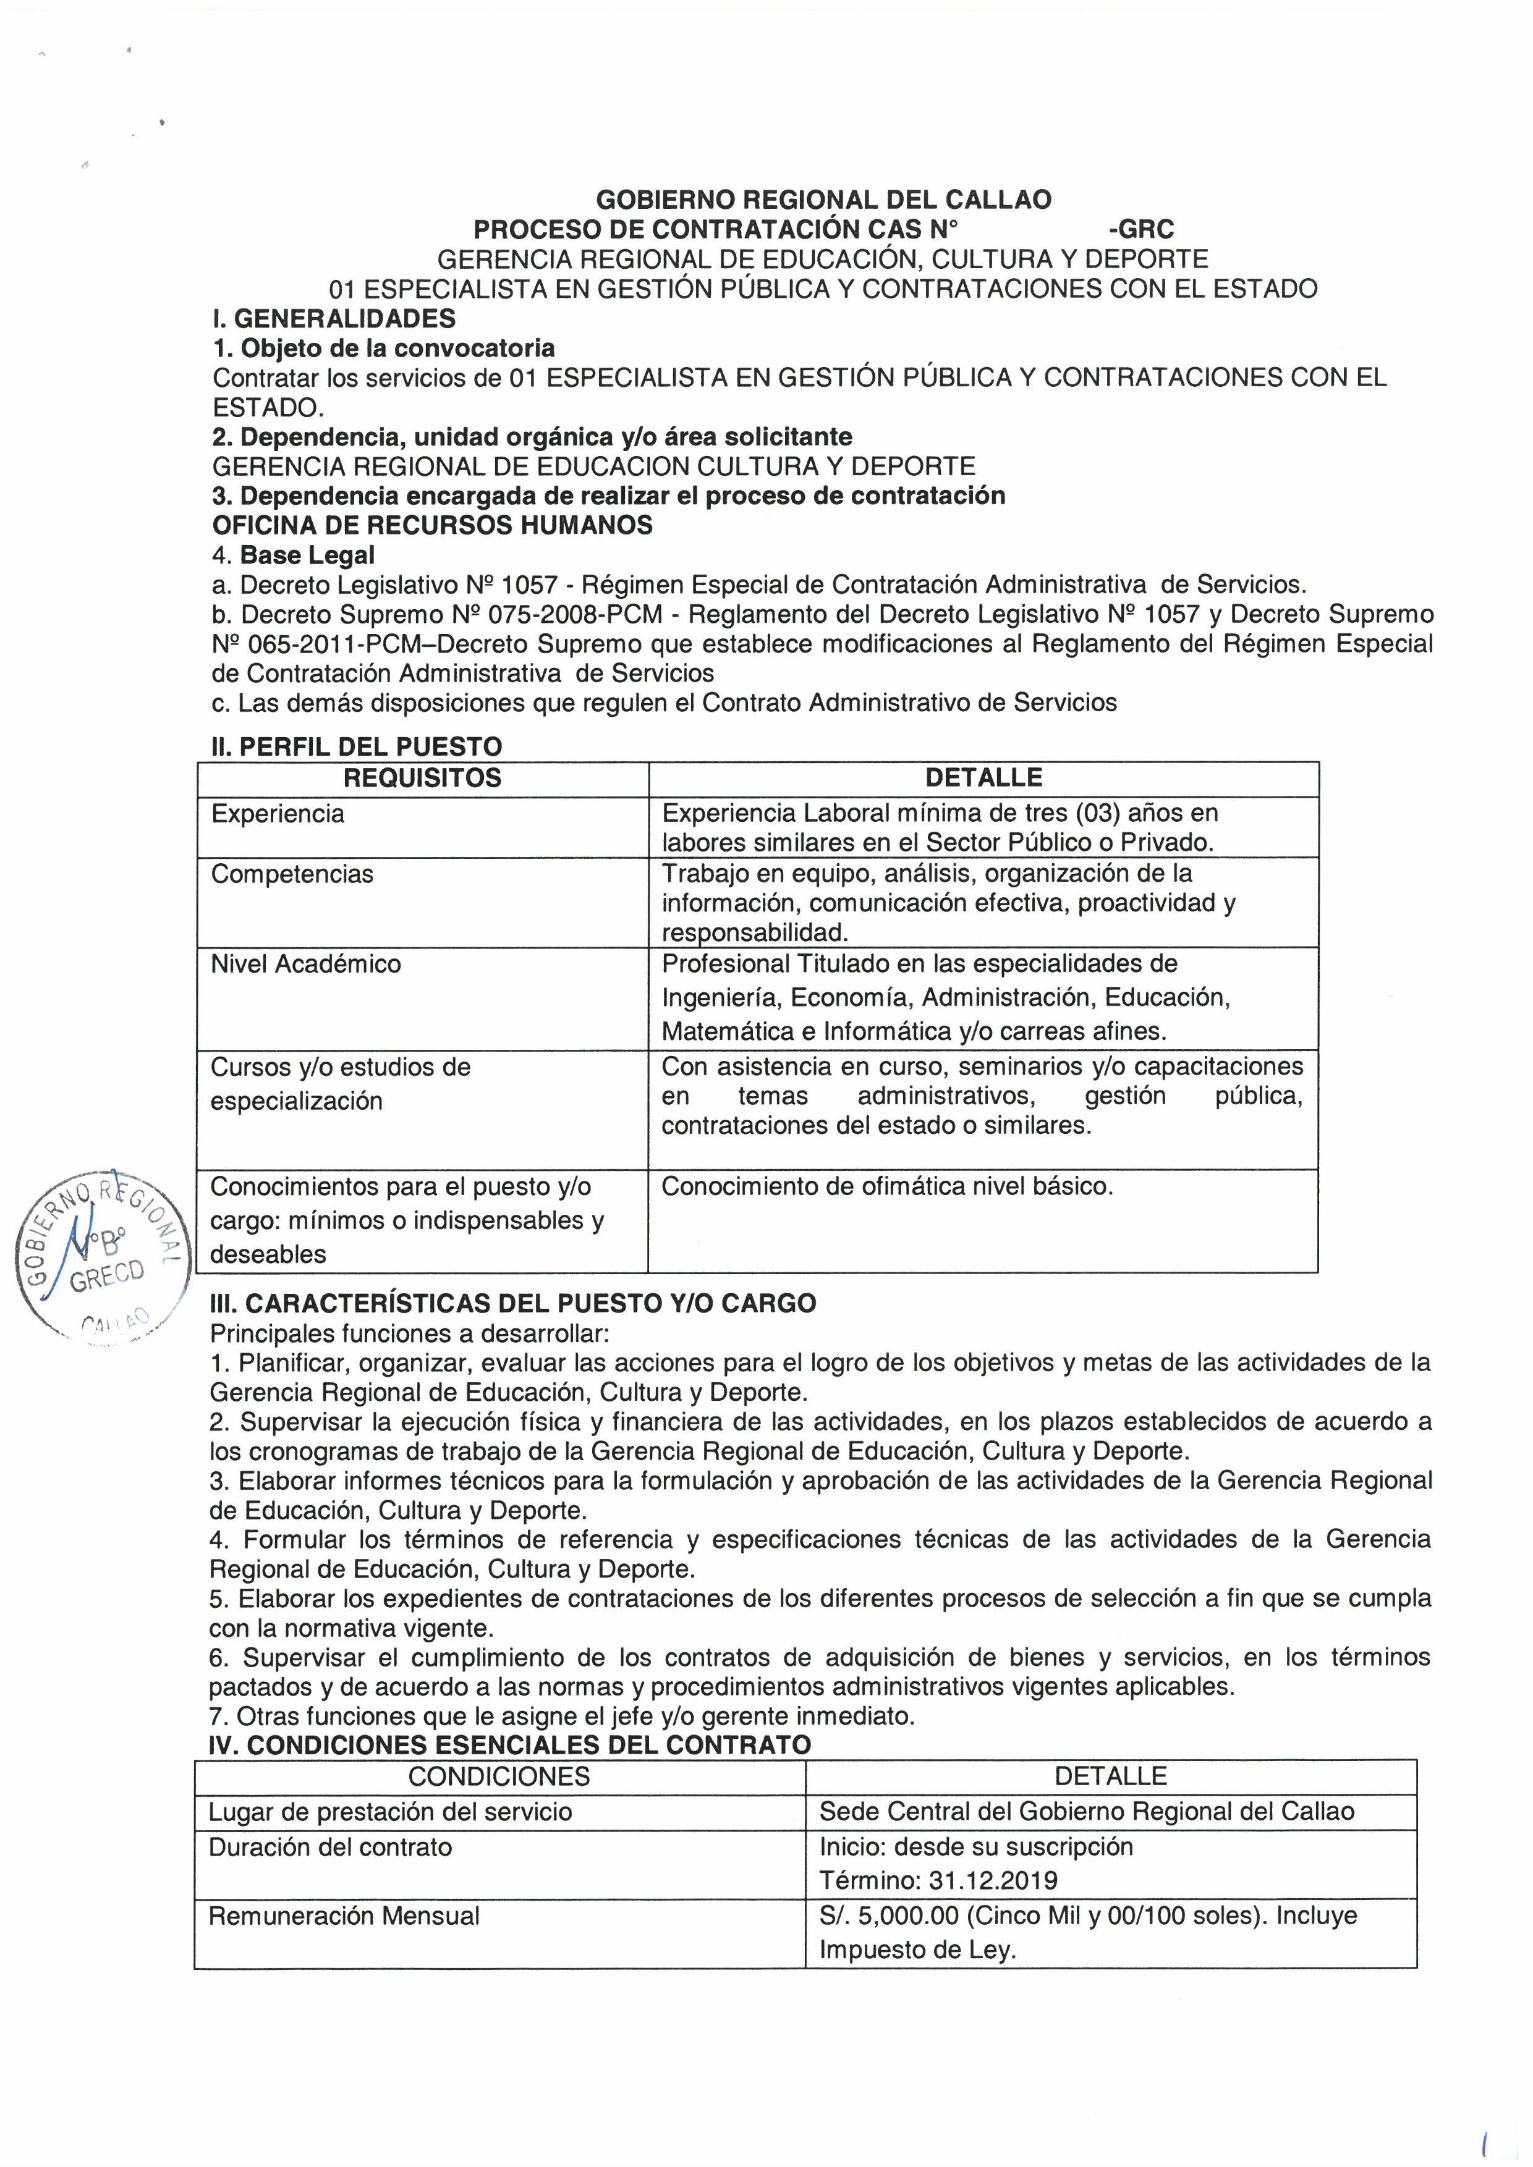 GOBIERNO REGIONAL DEL CALLAO
PROCESO DE CONTRATACIÓN CAS N° -GRC
GERENCIA REGIONAL DE EDUCACIÓN, CULTURA Y DEPORTE
01 ESPECIALISTA EN GESTIÓN PÚBLICA Y CONTRATACIONES CON EL ESTADO
I. GENERALIDADES
1. Objeto de la convocatoria
Contratar los servicios de 01 ESPECIALISTA EN GESTIÓN PÚBLICA Y CONTRATACIONES CON EL
ESTADO.
2. Dependencia, unidad orgánica y/o área solicitante
GERENCIA REGIONAL DE EDUCACION CULTURA Y DEPORTE
3. Dependencia encargada de realizar el proceso de contratación
OFICINA DE RECURSOS HUMANOS
4. Base Legal
a. Decreto Legislativo Nº 1057 - Régimen Especial de Contratación Administrativa de Servicios.
b. Decreto Supremo Nº 075-2008-PCM - Reglamento del Decreto Legislativo Nº 1057 y Decreto Supremo
Nº 065-2011-PCM–Decreto Supremo que establece modificaciones al Reglamento del Régimen Especial
de Contratación Administrativa de Servicios
c. Las demás disposiciones que regulen el Contrato Administrativo de Servicios
II. PERFIL DEL PUESTO
REQUISITOS DETALLE
Experiencia Experiencia Laboral mínima de tres (03) años en
labores similares en el Sector Público o Privado.
Competencias Trabajo en equipo, análisis, organización de la
información, comunicación efectiva, proactividad y
responsabilidad.
Nivel Académico Profesional Titulado en las especialidades de
Ingeniería, Economía, Administración, Educación,
Matemática e Informática y/o carreas afines.
Cursos y/o estudios de Con asistencia en curso, seminarios y/o capacitaciones
especialización en temas administrativos, gestión pública,
contrataciones del estado o similares.
Conocimientos para el puesto y/o Conocimiento de ofimática nivel básico.
cargo: mínimos o indispensables y
deseables
GOBIERNO REGIONAL
VºBº
GRECD
CALLAO
III. CARACTERÍSTICAS DEL PUESTO Y/O CARGO
Principales funciones a desarrollar:
1. Planificar, organizar, evaluar las acciones para el logro de los objetivos y metas de las actividades de la
Gerencia Regional de Educación, Cultura y Deporte.
2. Supervisar la ejecución física y financiera de las actividades, en los plazos establecidos de acuerdo a
los cronogramas de trabajo de la Gerencia Regional de Educación, Cultura y Deporte.
3. Elaborar informes técnicos para la formulación y aprobación de las actividades de la Gerencia Regional
de Educación, Cultura y Deporte.
4. Formular los términos de referencia y especificaciones técnicas de las actividades de la Gerencia
Regional de Educación, Cultura y Deporte.
5. Elaborar los expedientes de contrataciones de los diferentes procesos de selección a fin que se cumpla
con la normativa vigente.
6. Supervisar el cumplimiento de los contratos de adquisición de bienes y servicios, en los términos
pactados y de acuerdo a las normas y procedimientos administrativos vigentes aplicables.
7. Otras funciones que le asigne el jefe y/o gerente inmediato.
IV. CONDICIONES ESENCIALES DEL CONTRATO
CONDICIONES DETALLE
Lugar de prestación del servicio Sede Central del Gobierno Regional del Callao
Duración del contrato Inicio: desde su suscripción
Término: 31.12.2019
Remuneración Mensual S/. 5,000.00 (Cinco Mil y 00/100 soles). Incluye
Impuesto de Ley.